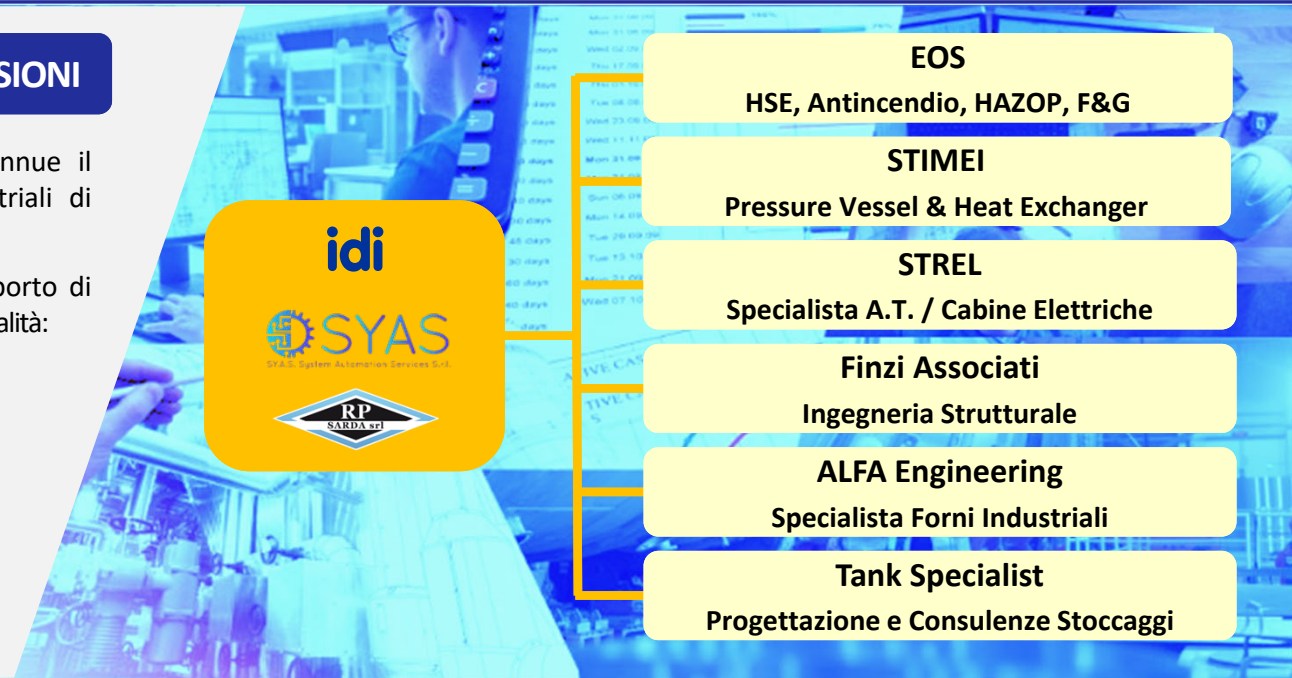 SIONI
nnue il
triali di
porto di
alità:
idi
SYAS
SY.A.S. System Automation Services S.r.l.
RP
SARDA srl
EOS
HSE, Antincendio, HAZOP, F&G
STIMEI
Pressure Vessel & Heat Exchanger
STREL
Specialista A.T. / Cabine Elettriche
Finzi Associati
Ingegneria Strutturale
ALFA Engineering
Specialista Forni Industriali
Tank Specialist
Progettazione e Consulenze Stoccaggi